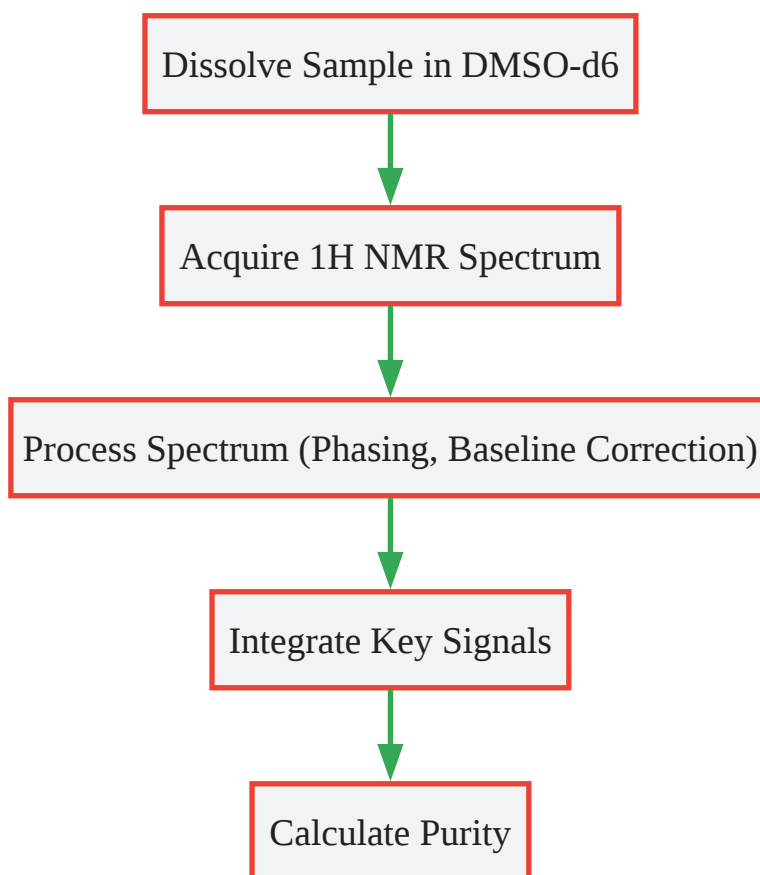 Dissolve Sample in DMSO-d6
Acquire 1H NMR Spectrum
Process Spectrum (Phasing, Baseline Correction)
Integrate Key Signals
Calculate Purity